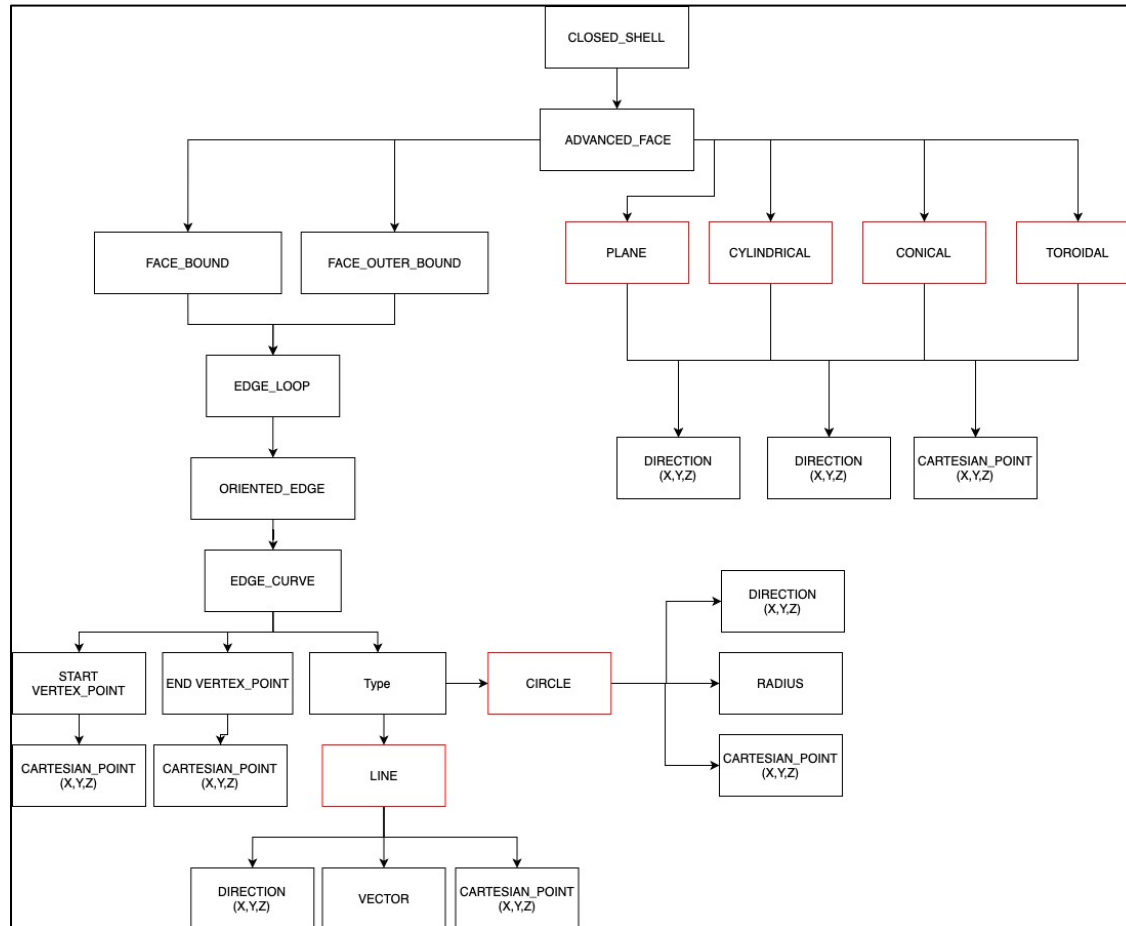 CLOSED_SHELL
ADVANCED_FACE
FACE_BOUND
FACE_OUTER_BOUND
PLANE
CYLINDRICAL
CONICAL
TOROIDAL
EDGE_LOOP
DIRECTION
(X,Y,Z)
DIRECTION
(X,Y,Z)
CARTESIAN_POINT
(X,Y,Z)
ORIENTED_EDGE
EDGE_CURVE
START
VERTEX_POINT
END VERTEX_POINT
Type
CIRCLE
DIRECTION
(X,Y,Z)
RADIUS
CARTESIAN_POINT
(X,Y,Z)
CARTESIAN_POINT
(X,Y,Z)
CARTESIAN_POINT
(X,Y,Z)
LINE
DIRECTION
(X,Y,Z)
VECTOR
CARTESIAN_POINT
(X,Y,Z)